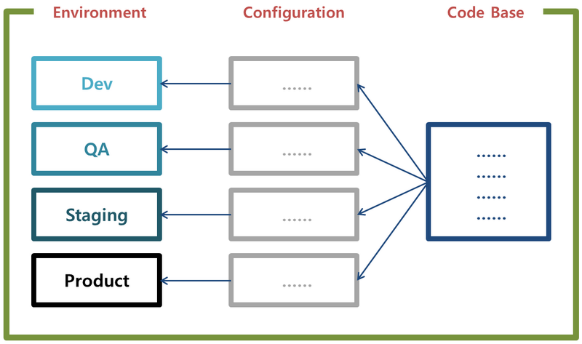 Environment Configuration Code Base
Dev ......
QA ......
Staging ......
Product ......
......
......
......
......